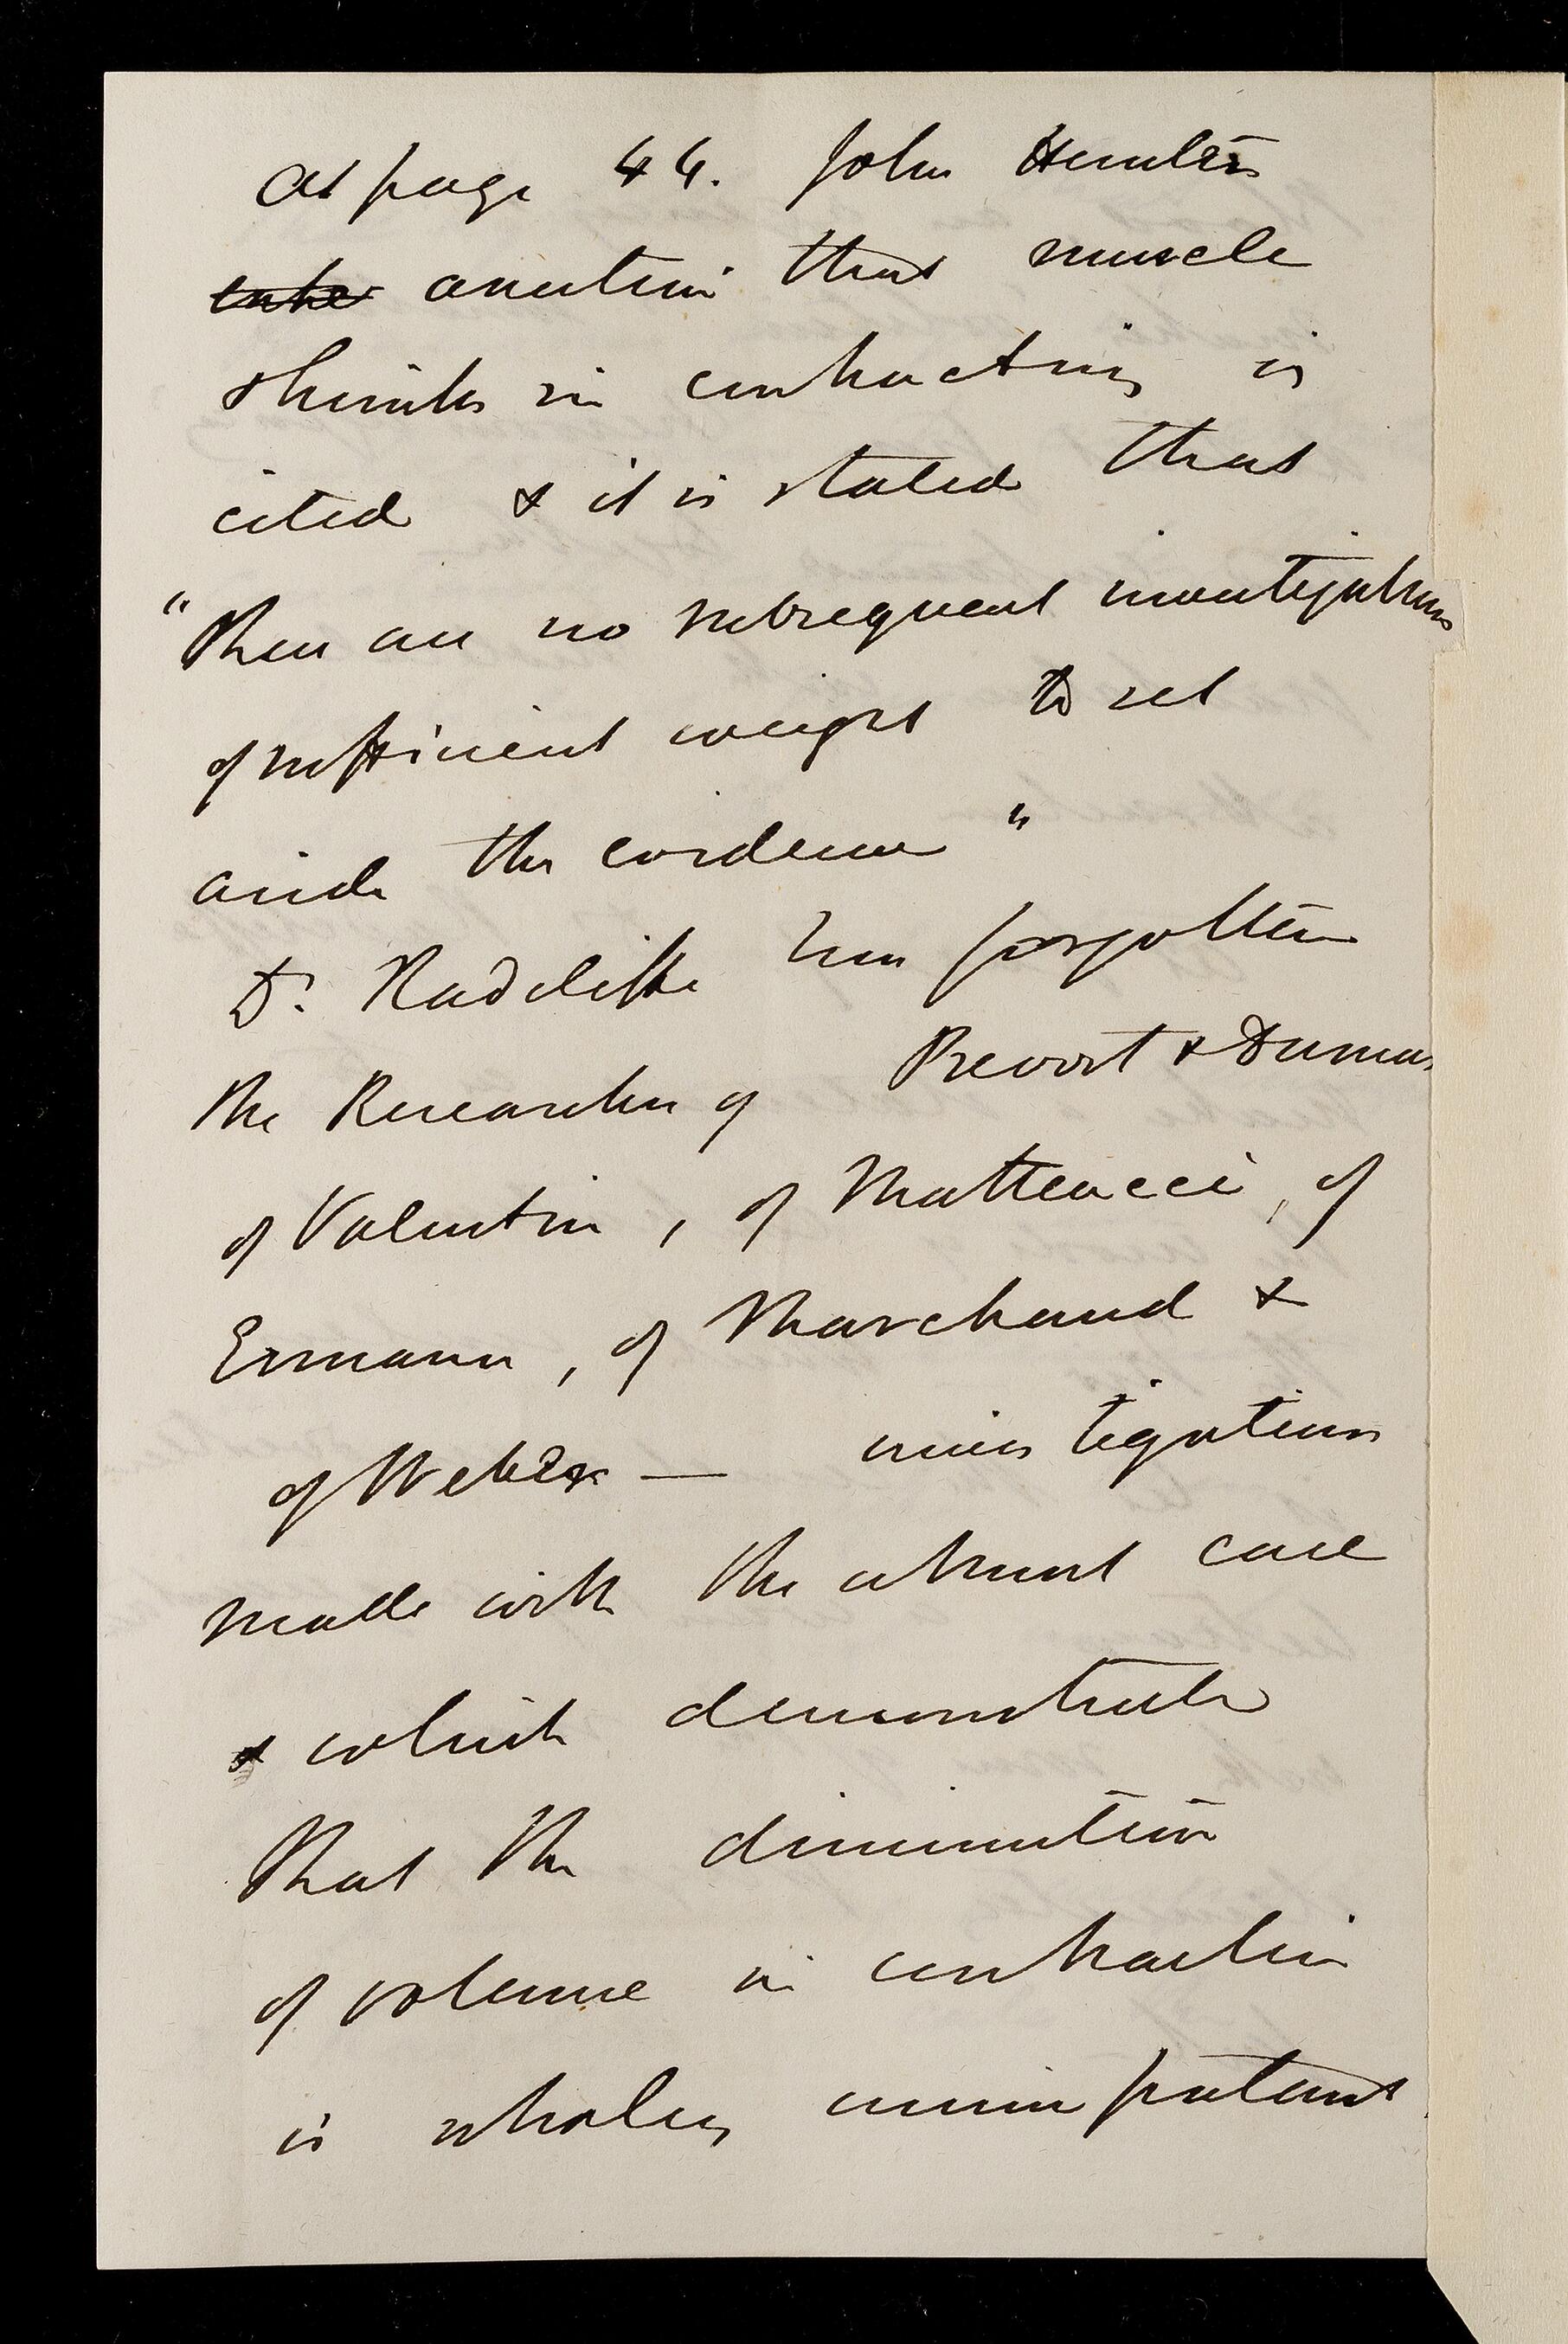 At page 44. John Hunter's
assertion that muscle
shrinks in contracting is
cited & it is stated that
"There are no subsequent investigations
of sufficient weight to set
aside the evidence"
Dr. Radcliffe has forgotten
the Researches of Prevost & Dumas
of Valentin, of Matteucci, of
Ermann, of Marchand &
of Weber — investigations
made with the utmost care
& which demonstrate
that the diminution
of volume in contraction
is wholly unimportant.